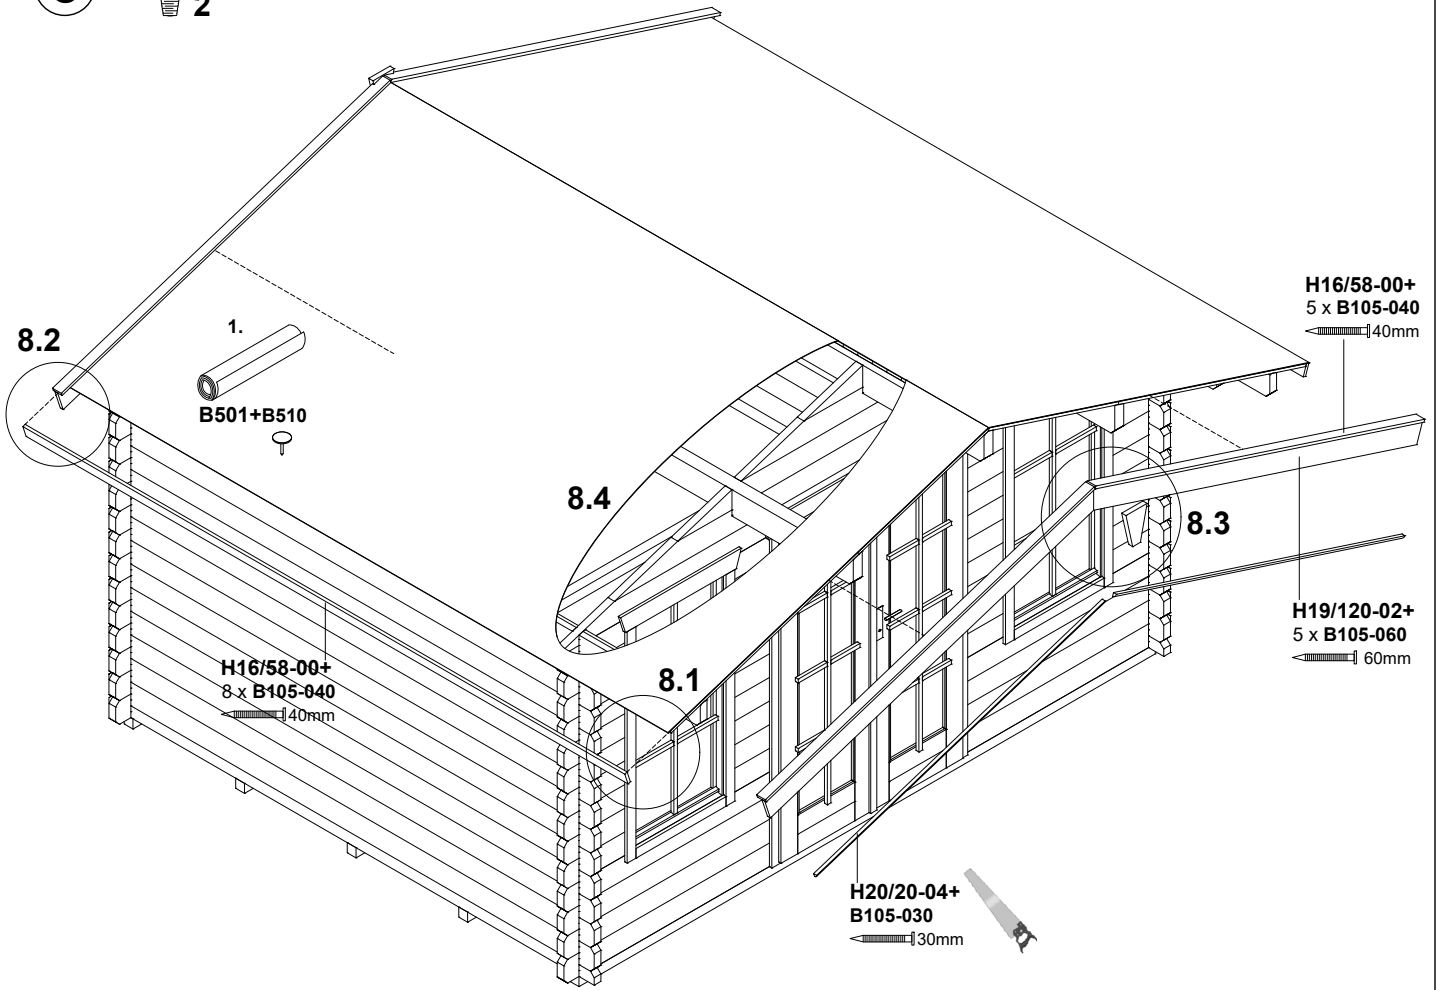 2
H16/58-00+
5 x B105-040
40mm
8.2
1.
B501+B510
8.4
8.3
H19/120-02+
5 x B105-060
60mm
H16/58-00+
8 x B105-040
40mm
8.1
H20/20-04+
B105-030
30mm